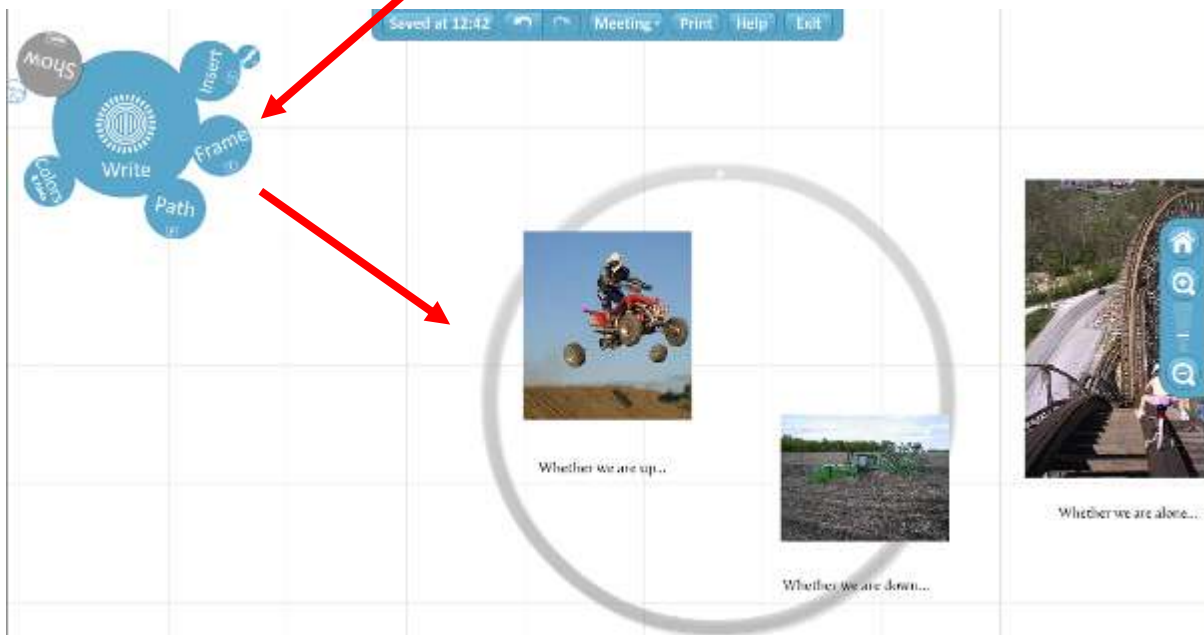 Saved at 12:42 Meeting Print Help Exit
Show
Insert
Frame
Write
Colors
Path
Whether we are up...
Whether we are alone...
Whether we are down...